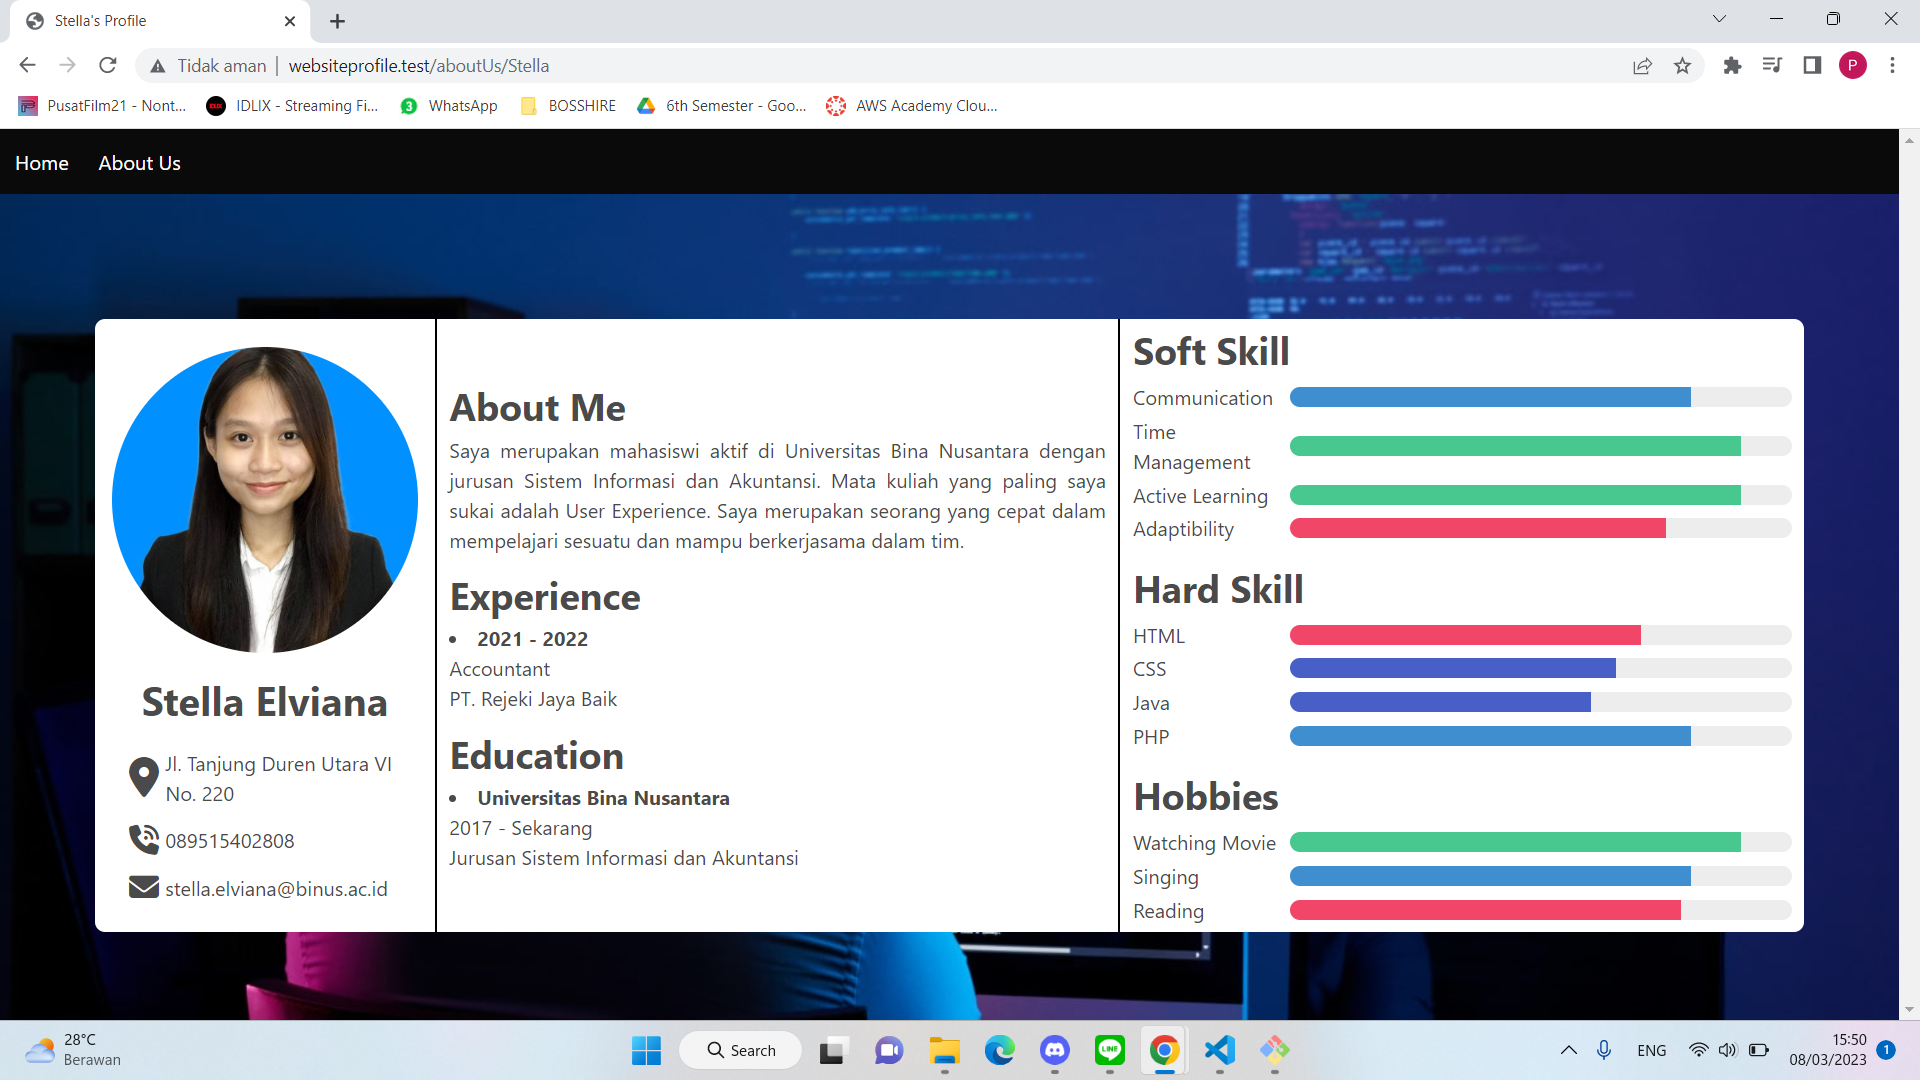 Stella's Profile
Tidak aman
websiteprofile.test/aboutUs/Stella
P
PusatFilm21 - Nont...
IDLIX - Streaming Fi...
3
WhatsApp
BOSSHIRE
6th Semester - Goo...
AWS Academy Clou...
Home
About Us
Stella Elviana
Jl. Tanjung Duren Utara VI
No. 220
089515402808
stella.elviana@binus.ac.id
About Me
Saya merupakan mahasiswi aktif di Universitas Bina Nusantara dengan
jurusan Sistem Informasi dan Akuntansi. Mata kuliah yang paling saya
sukai adalah User Experience. Saya merupakan seorang yang cepat dalam
mempelajari sesuatu dan mampu berkerjasama dalam tim.
Experience
• 2021 - 2022
Accountant
PT. Rejeki Jaya Baik
Education
• Universitas Bina Nusantara
2017 - Sekarang
Jurusan Sistem Informasi dan Akuntansi
Soft Skill
Communication
Time
Management
Active Learning
Adaptibility
Hard Skill
HTML
CSS
Java
PHP
Hobbies
Watching Movie
Singing
Reading
28°C
Berawan
Search
LINE
ENG
15:50
08/03/2023
1